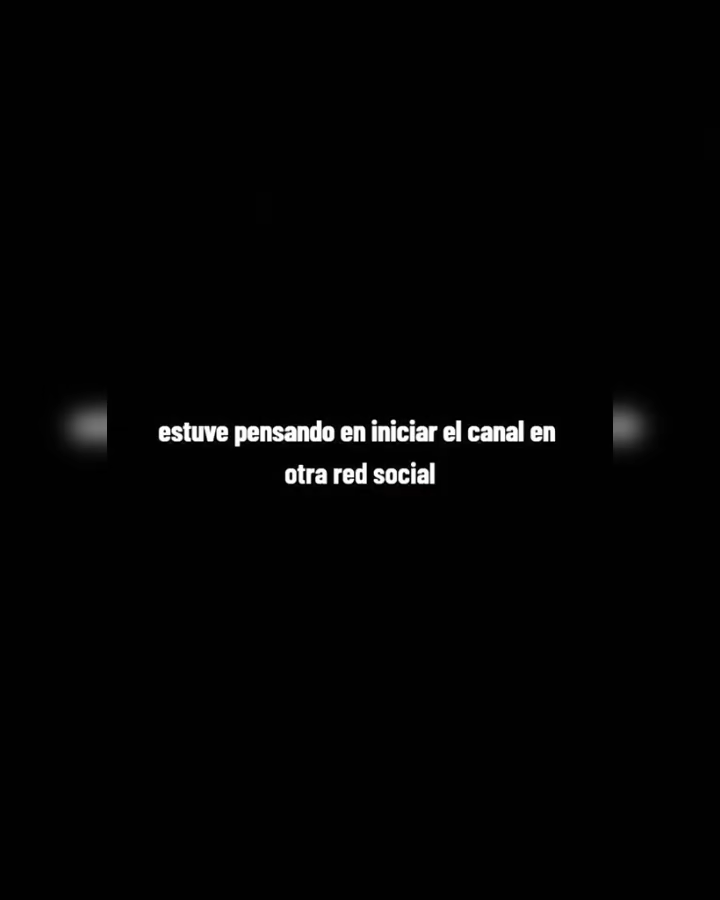 estuve pensando en iniciar el canal en
otra red social